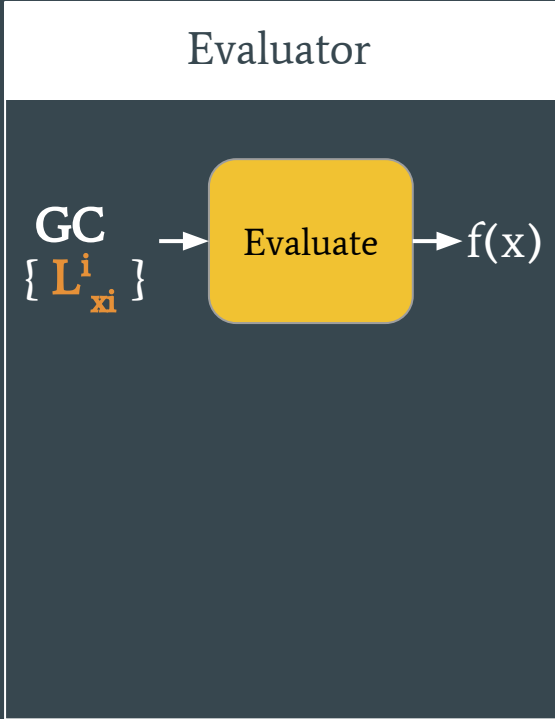 Evaluator
GC
{ L^i_xi }
Evaluate
f(x)